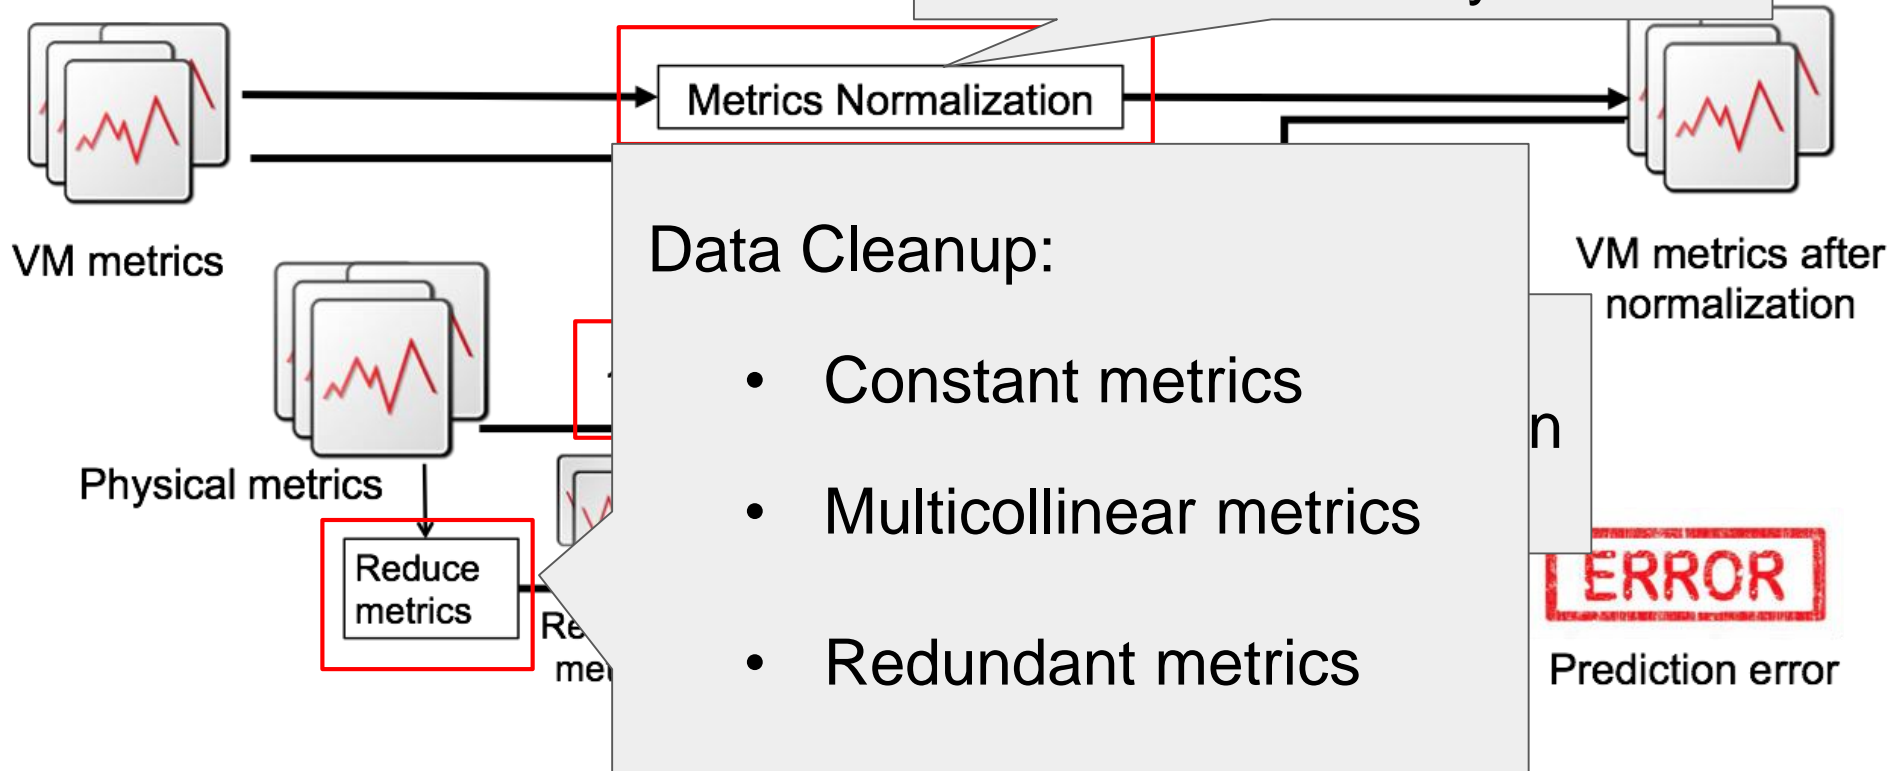 Metrics Normalization
VM metrics
VM metrics after
normalization
Data Cleanup:
• Constant metrics
• Multicollinear metrics
• Redundant metrics
Physical metrics
Reduce
metrics
ERROR
Prediction error